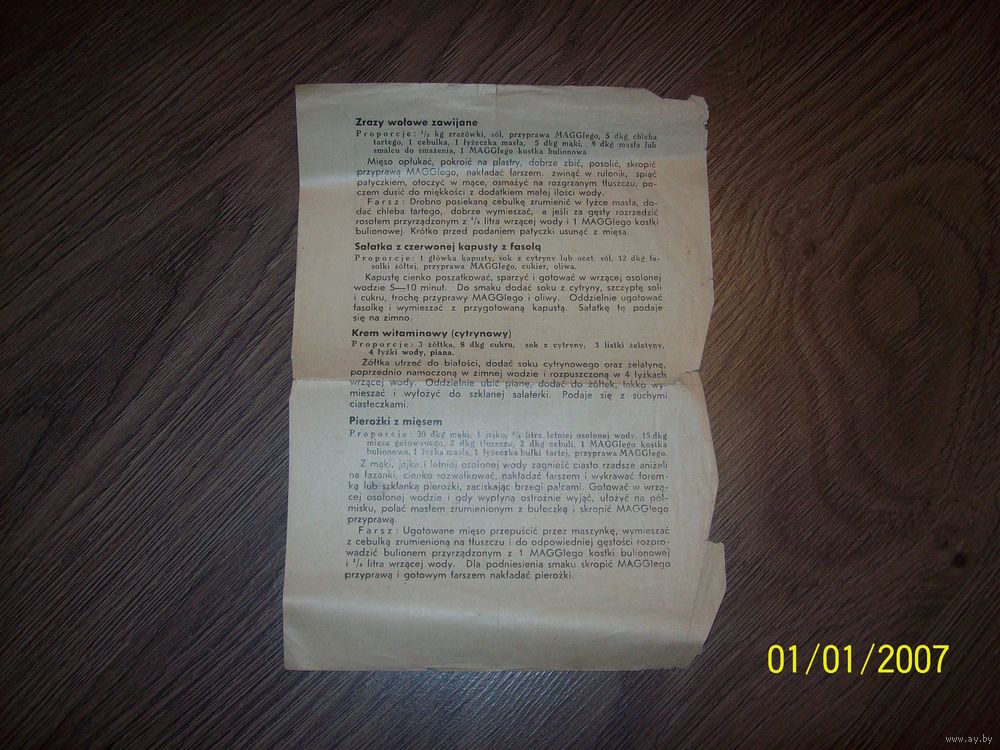 Zrazy wołowe zawijane
Proporcje: ½ kg zrazówki, sól, przyprawa MAGGIego, 5 dkg chleba
tartego, 1 cebulka, 1 łyżeczka masła, 5 dkg mąki, 8 dkg masła lub
smalcu do smażenia, 1 MAGGIego kostka bulionowa
Mięso opłukać, pokroić na plastry, dobrze zbić, posolić, skropić
przyprawą MAGGIego, nakładać farszem. zwinąć w rulonik, spiąć
patyczkiem, otoczyć w mące, osmażyć na rozgrzanym tłuszczu, po-
czem dusić do miękkości z dodatkiem małej ilości wody.
Farsz: Drobno posiekaną cebulkę zrumienić w łyżce masła, do-
dać chleba tartego, dobrze wymieszać, a jeśli za gęsty rozrzedzić
rosołem przyrządzonym z litra wrzącej wody i 1 MAGGIego kostki
bulionowej. Krótko przed podaniem patyczki usunąć z mięsa.
Sałatka z czerwonej kapusty z fasolą
Proporcje: 1 główka kapusty, sok z cytryny lub ocet, sól, 12 dkg fa-
solki żółtej, przyprawa MAGGIego, cukier, oliwa.
Kapustę cienko poszatkować, sparzyć i gotować w wrzącej osolonej
wodzie 5—10 minut. Do smaku dodać soku z cytryny, szczyptę soli
i cukru, trochę przyprawy MAGGIego i oliwy. Oddzielnie ugotować
fasolkę i wymieszać z przygotowaną kapustą. Sałatkę tę podaje
się na zimno.
Krem witaminowy (cytrynowy)
Proporcje: 3 żółtka, 8 dkg cukru, sok z cytryny, 3 listki żelatyny,
4 łyżki wody, piana.
Żółtka utrzeć do białości, dodać soku cytrynowego oraz żelatynę,
poprzednio namoczoną w zimnej wodzie i rozpuszczoną w 4 łyżkach
wrzącej wody. Oddzielnie ubić pianę, dodać do żółtek, lekko wy-
mieszać i wyłożyć do szklanej salaterki. Podaje się z suchymi
ciasteczkami.
Pierożki z mięsem
Proporcje: 30 dkg mąki, 1 jajko, litra letniej osolonej wody, 15 dkg
mięsa gotowanego, 2 dkg tłuszczu, 2 dkg cebuli, 1 MAGGIego kostka
bulionowa, 1 łyżka masła, 1 łyżeczka bułki tartej, przyprawa MAGGIego.
Z mąki, jajka i letniej osolonej wody zagnieść ciasto rzadsze aniżeli
na łazanki, cienko rozwałkować, nakładać farszem i wykrawać forem-
ką lub szklanką pierożki, zaciskając brzegi palcami. Gotować w wrzą-
cej osolonej wodzie i gdy wypłyną ostrożnie wyjąć, ułożyć na pół-
misku, polać masłem zrumienionym z bułeczką i skropić MAGGIego
przyprawą.
Farsz: Ugotowane mięso przepuścić przez maszynkę, wymieszać
z cebulką zrumienioną na tłuszczu i do odpowiedniej gęstości rozpro-
wadzić bulionem przyrządzonym z 1 MAGGIego kostki bulionowej
i litra wrzącej wody. Dla podniesienia smaku skropić MAGGIego
przyprawą i gotowym farszem nakładać pierożki.
01/01/2007
www.ay.by